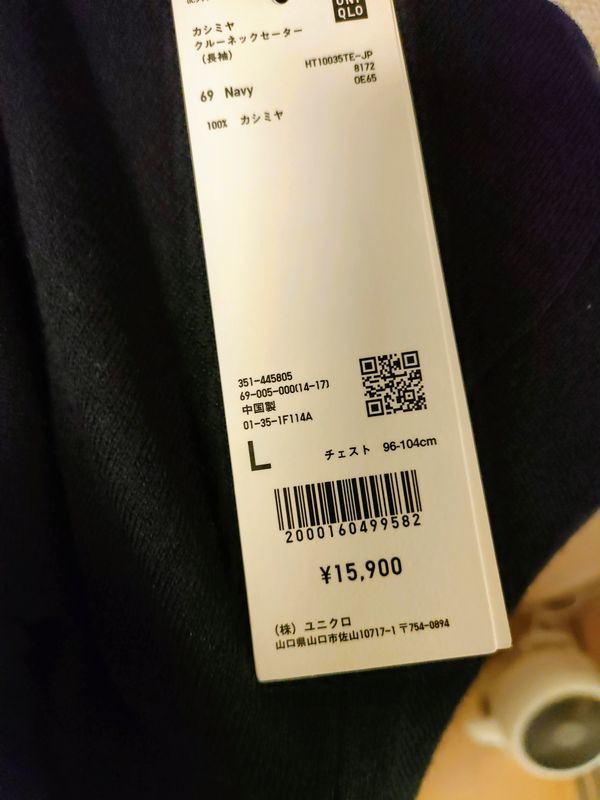 UNI
QLO
カシミヤ
クルーネックセーター
（長袖）
HT10035TE-JP
8172
OE65
69 Navy
100% カシミヤ
351-445805
69-005-000(14-17)
中国製
01-35-1F114A
L チェスト 96-104cm
2000160499582
¥15,900
（株）ユニクロ
山口県山口市佐山10717-1 〒754-0894